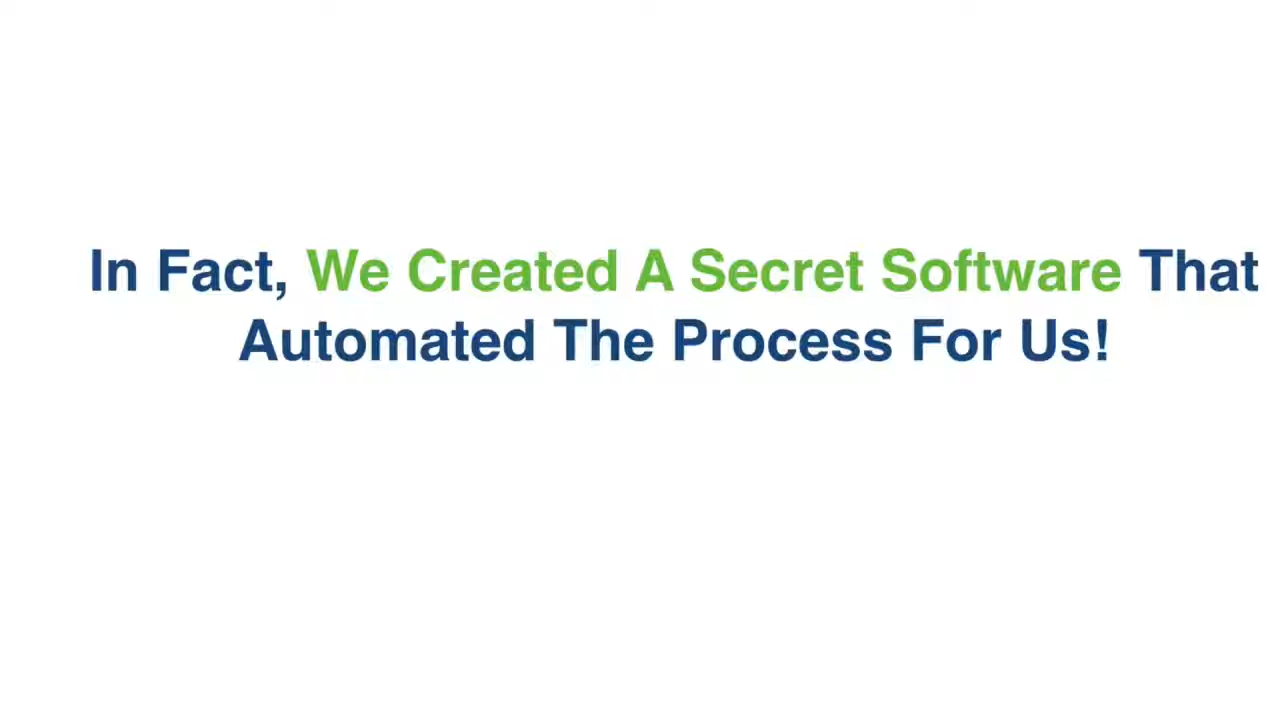 In Fact, We Created A Secret Software That
Automated The Process For Us!